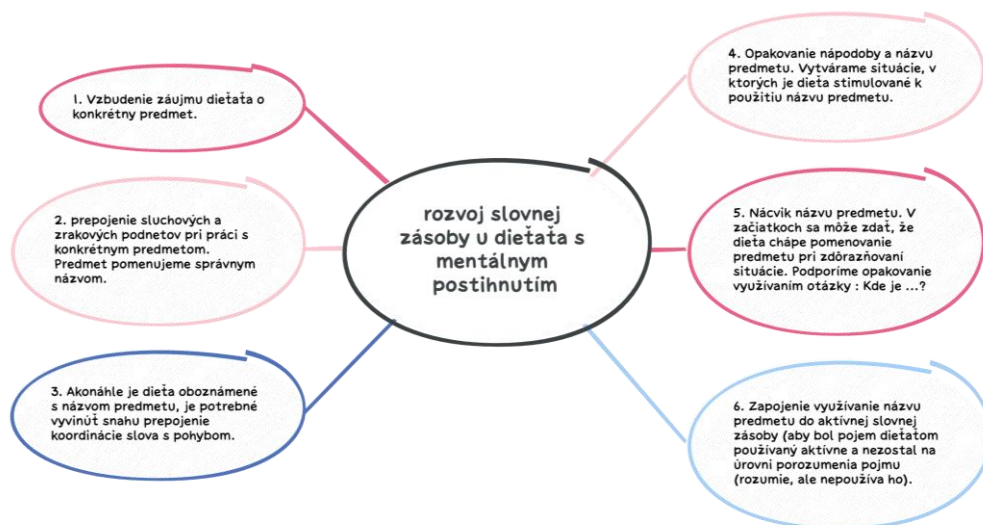 1. Vzbudenie záujmu dieťaťa o
konkrétny predmet.
2. prepojenie sluchových a
zrakových podnetov pri práci s
konkrétnym predmetom.
Predmet pomenujeme správnym
názvom.
3. Akonáhle je dieťa oboznámené
s názvom predmetu, je potrebné
vyvinúť snahu prepojenie
koordinácie slova s pohybom.
rozvoj slovnej
zásoby u dieťaťa s
mentálnym
postihnutím
4. Opakovanie nápodoby a názvu
predmetu. Vytvárame situácie, v
ktorých je dieťa stimulované k
použitiu názvu predmetu.
5. Nácvik názvu predmetu. V
začiatkoch sa môže zdať, že
dieťa chápe pomenovanie
predmetu pri zdôrazňovaní
situácie. Podporíme opakovanie
využívaním otázky : Kde je ...?
6. Zapojenie využívanie názvu
predmetu do aktívnej slovnej
zásoby (aby bol pojem dieťaťom
používaný aktívne a nezostal na
úrovni porozumenia pojmu
(rozumie, ale nepoužíva ho).